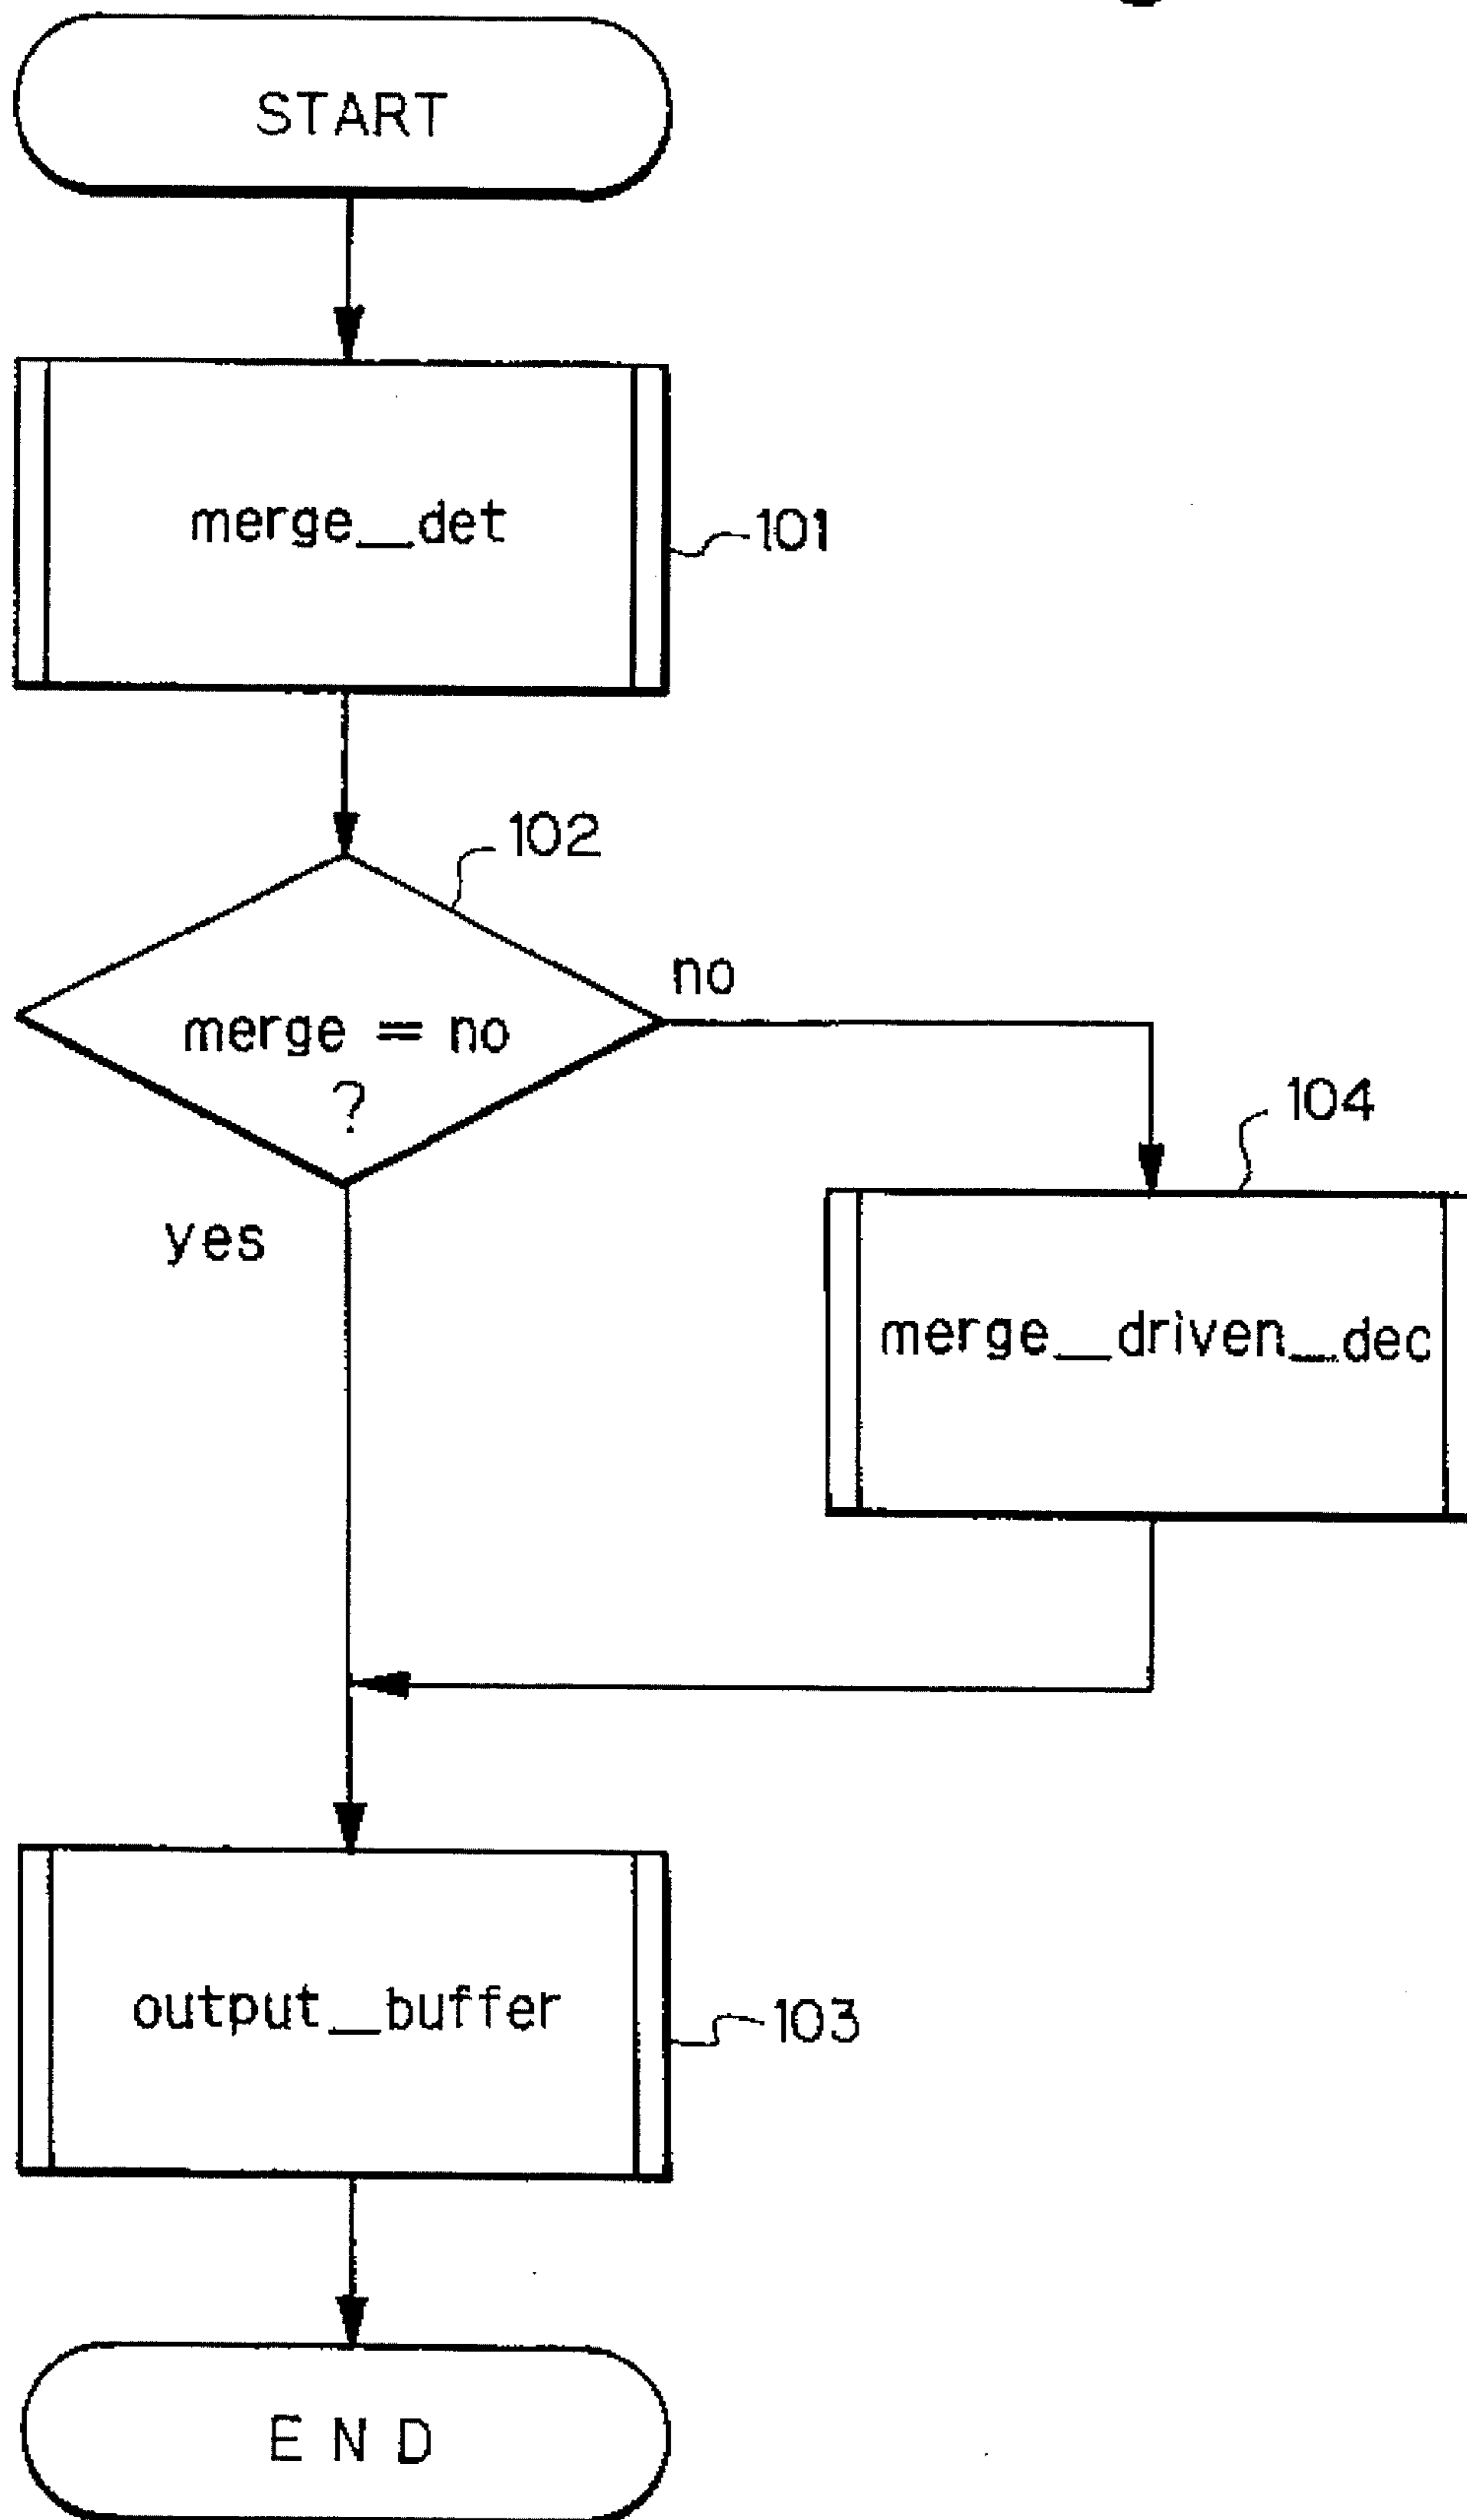 START
merge__det
101
102
no
merge = no
?
104
yes
merge__driven__dec
output__buffer
103
END